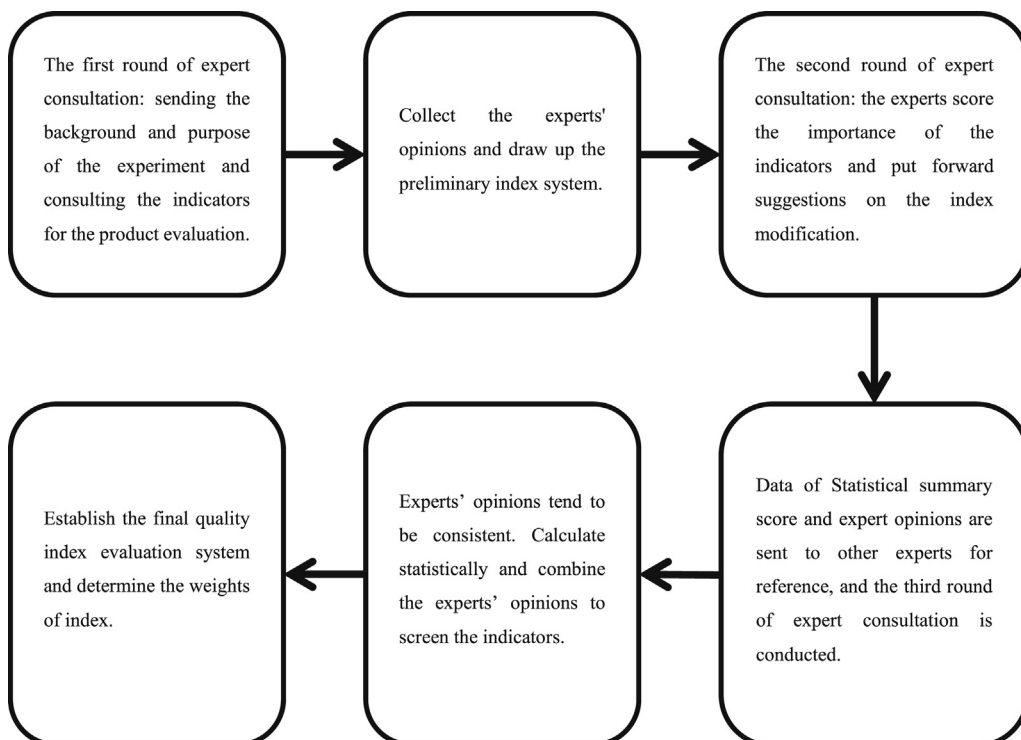 The first round of expert
consultation: sending the
background and purpose
of the experiment and
consulting the indicators
for the product evaluation.
Collect the experts'
opinions and draw up the
preliminary index system.
The second round of expert
consultation: the experts score
the importance of the
indicators and put forward
suggestions on the index
modification.
Data of Statistical summary
score and expert opinions are
sent to other experts for
reference, and the third round
of expert consultation is
conducted.
Experts’ opinions tend to
be consistent. Calculate
statistically and combine
the experts’ opinions to
screen the indicators.
Establish the final quality
index evaluation system
and determine the weights
of index.